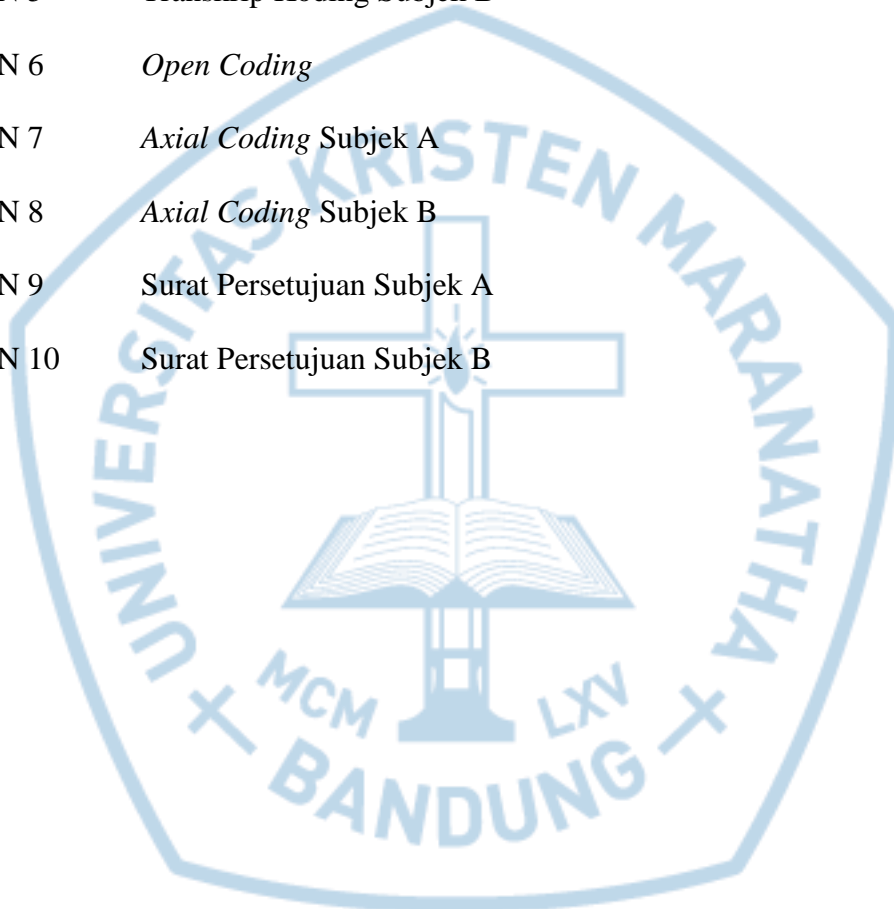 N 6 Open Coding
N 7 Axial Coding Subjek A
N 8 Axial Coding Subjek B
N 9 Surat Persetujuan Subjek A
N 10 Surat Persetujuan Subjek B
UNIVERSITAS KRISTEN MARANATHA
MCM LXV
BANDUNG